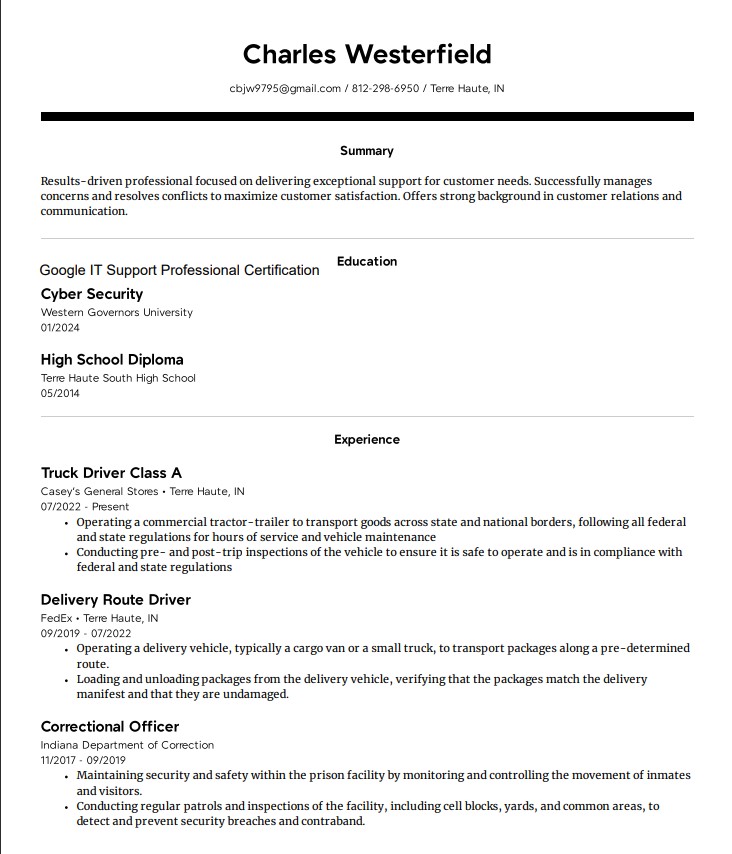 Charles Westerfield
cbjw9795@gmail.com / 812-298-6950 / Terre Haute, IN
Summary
Results-driven professional focused on delivering exceptional support for customer needs. Successfully manages
concerns and resolves conflicts to maximize customer satisfaction. Offers strong background in customer relations and
communication.
Education
Google IT Support Professional Certification
Cyber Security
Western Governors University
01/2024
High School Diploma
Terre Haute South High School
05/2014
Experience
Truck Driver Class A
Casey's General Stores • Terre Haute, IN
07/2022 - Present
• Operating a commercial tractor-trailer to transport goods across state and national borders, following all federal
and state regulations for hours of service and vehicle maintenance
• Conducting pre- and post-trip inspections of the vehicle to ensure it is safe to operate and is in compliance with
federal and state regulations
Delivery Route Driver
FedEx • Terre Haute, IN
09/2019 - 07/2022
• Operating a delivery vehicle, typically a cargo van or a small truck, to transport packages along a pre-determined
route.
• Loading and unloading packages from the delivery vehicle, verifying that the packages match the delivery
manifest and that they are undamaged.
Correctional Officer
Indiana Department of Correction
11/2017 - 09/2019
• Maintaining security and safety within the prison facility by monitoring and controlling the movement of inmates
and visitors.
• Conducting regular patrols and inspections of the facility, including cell blocks, yards, and common areas, to
detect and prevent security breaches and contraband.